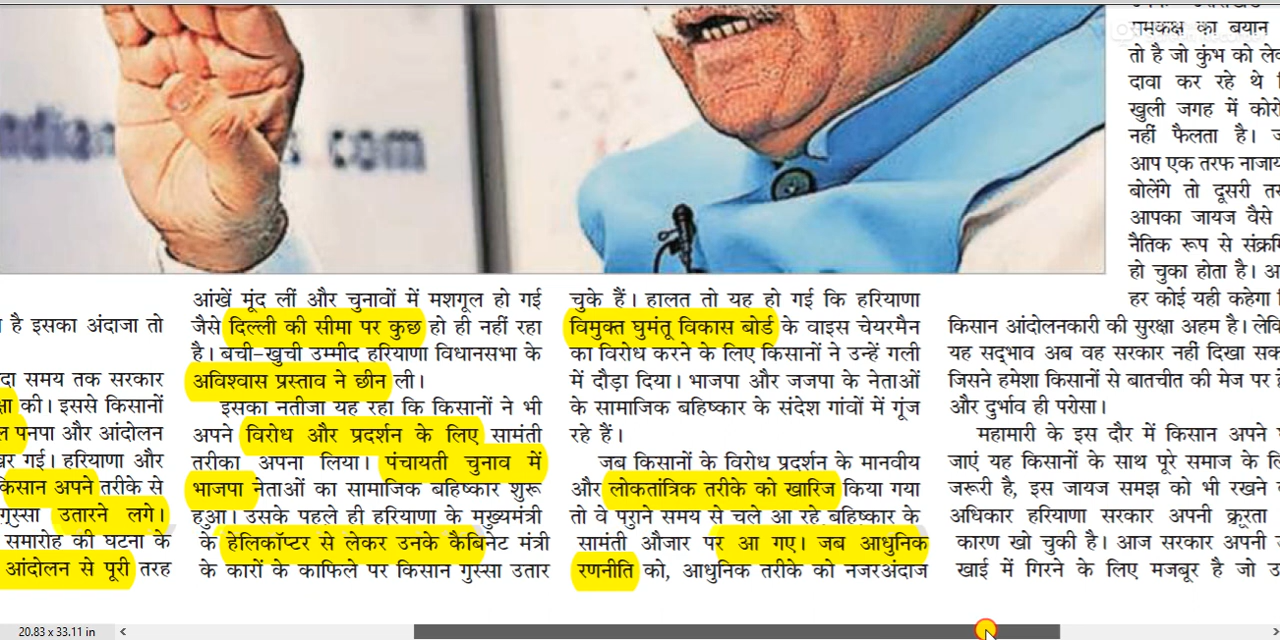 com
है इसका अंदाजा तो
समय तक सरकार
की। इससे किसानों
पनपा और आंदोलन
गई। हरियाणा और
किसान अपने तरीके से
गुस्सा उतारने लगे।
समारोह की घटना के
आंदोलन से पूरी तरह
आंखें मूंद लीं और चुनावों में मशगूल हो गई
जैसे दिल्ली की सीमा पर कुछ हो ही नहीं रहा
है। बची-खुची उम्मीद हरियाणा विधानसभा के
अविश्वास प्रस्ताव ने छीन ली।
इसका नतीजा यह रहा कि किसानों ने भी
अपने विरोध और प्रदर्शन के लिए सामंती
तरीका अपना लिया। पंचायती चुनाव में
भाजपा नेताओं का सामाजिक बहिष्कार शुरू
हुआ। उसके पहले ही हरियाणा के मुख्यमंत्री
के हेलिकॉप्टर से लेकर उनके कैबिनेट मंत्री
के कारों के काफिले पर किसान गुस्सा उतार
चुके हैं। हालत तो यह हो गई कि हरियाणा
विमुक्त घुमंतू विकास बोर्ड के वाइस चेयरमैन
का विरोध करने के लिए किसानों ने उन्हें गली
में दौड़ा दिया। भाजपा और जजपा के नेताओं
के सामाजिक बहिष्कार के संदेश गांवों में गूंज
रहे हैं।
जब किसानों के विरोध प्रदर्शन के मानवीय
और लोकतांत्रिक तरीके को खारिज किया गया
तो वे पुराने समय से चले आ रहे बहिष्कार के
सामंती औजार पर आ गए। जब आधुनिक
रणनीति को, आधुनिक तरीके को नजरअंदाज
का बयान
तो है जो कुंभ को
दावा कर रहे थे
खुली जगह में
नहीं फैलता है।
आप एक तरफ
बोलेंगे तो दूसरी
आपका जायज वैसे
नैतिक रूप से
हो चुका होता है।
हर कोई यही कहेगा
किसान आंदोलनकारी की सुरक्षा अहम है।
यह सद्भाव अब वह सरकार नहीं दिखा
जिसने हमेशा किसानों से बातचीत की मेज पर
और दुर्भाव ही परोसा।
महामारी के इस दौर में किसान अपने
जाएं यह किसानों के साथ पूरे समाज के
जरूरी है, इस जायज समझ को भी रखने
अधिकार हरियाणा सरकार अपनी क्रूरता
कारण खो चुकी है। आज सरकार अपनी
खाई में गिरने के लिए मजबूर है जो
20.83 x 33.11 in